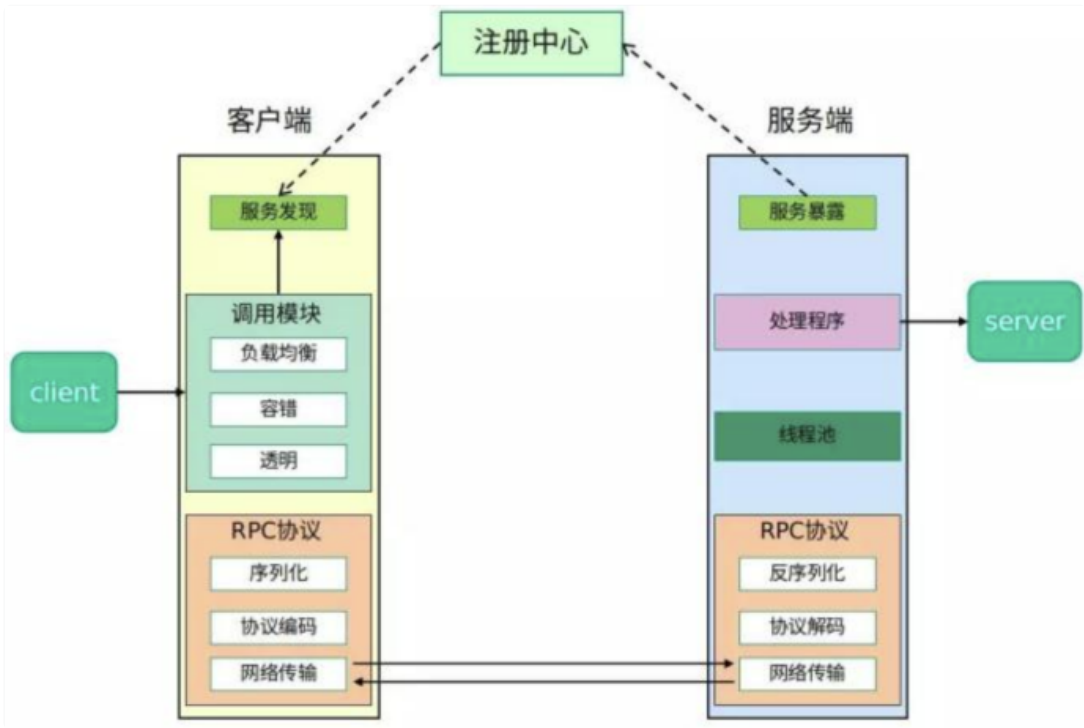 注册中心
客户端
服务端
服务发现
服务暴露
调用模块
负载均衡
容错
透明
处理程序
server
client
线程池
RPC协议
序列化
协议编码
网络传输
RPC协议
反序列化
协议解码
网络传输